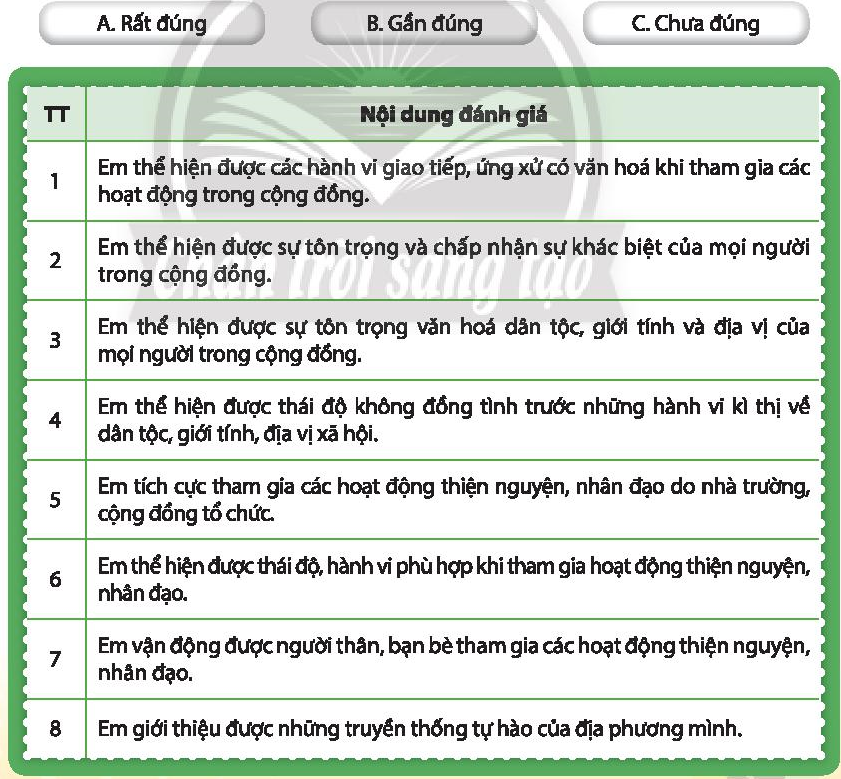 A. Rất đúng B. Gần đúng C. Chưa đúng
TT Nội dung đánh giá
1 Em thể hiện được các hành vi giao tiếp, ứng xử có văn hoá khi tham gia các
hoạt động trong cộng đồng.
2 Em thể hiện được sự tôn trọng và chấp nhận sự khác biệt của mọi người
trong cộng đồng.
3 Em thể hiện được sự tôn trọng văn hoá dân tộc, giới tính và địa vị của
mọi người trong cộng đồng.
4 Em thể hiện được thái độ không đồng tình trước những hành vi kì thị về
dân tộc, giới tính, địa vị xã hội.
5 Em tích cực tham gia các hoạt động thiện nguyện, nhân đạo do nhà trường,
cộng đồng tổ chức.
6 Em thể hiện được thái độ, hành vi phù hợp khi tham gia hoạt động thiện nguyện,
nhân đạo.
7 Em vận động được người thân, bạn bè tham gia các hoạt động thiện nguyện,
nhân đạo.
8 Em giới thiệu được những truyền thống tự hào của địa phương mình.
Chân trời sáng tạo